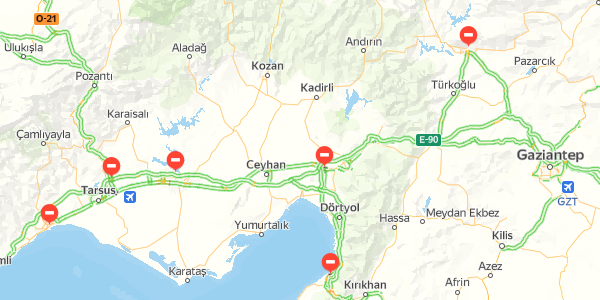 O-21
Ulukışla
Aladağ
Andırın
Pozantı
Kozan
Pazarcık
Kadirli
Türkoğlu
Karaisalı
Çamlıyayla
E-90
Gaziantep
Ceyhan
Tarsus
GZT
Dörtyol
Hassa
Meydan Ekbez
Yumurtalık
Kilis
mli
Karataş
Azez
Afrin
Kırıkhan